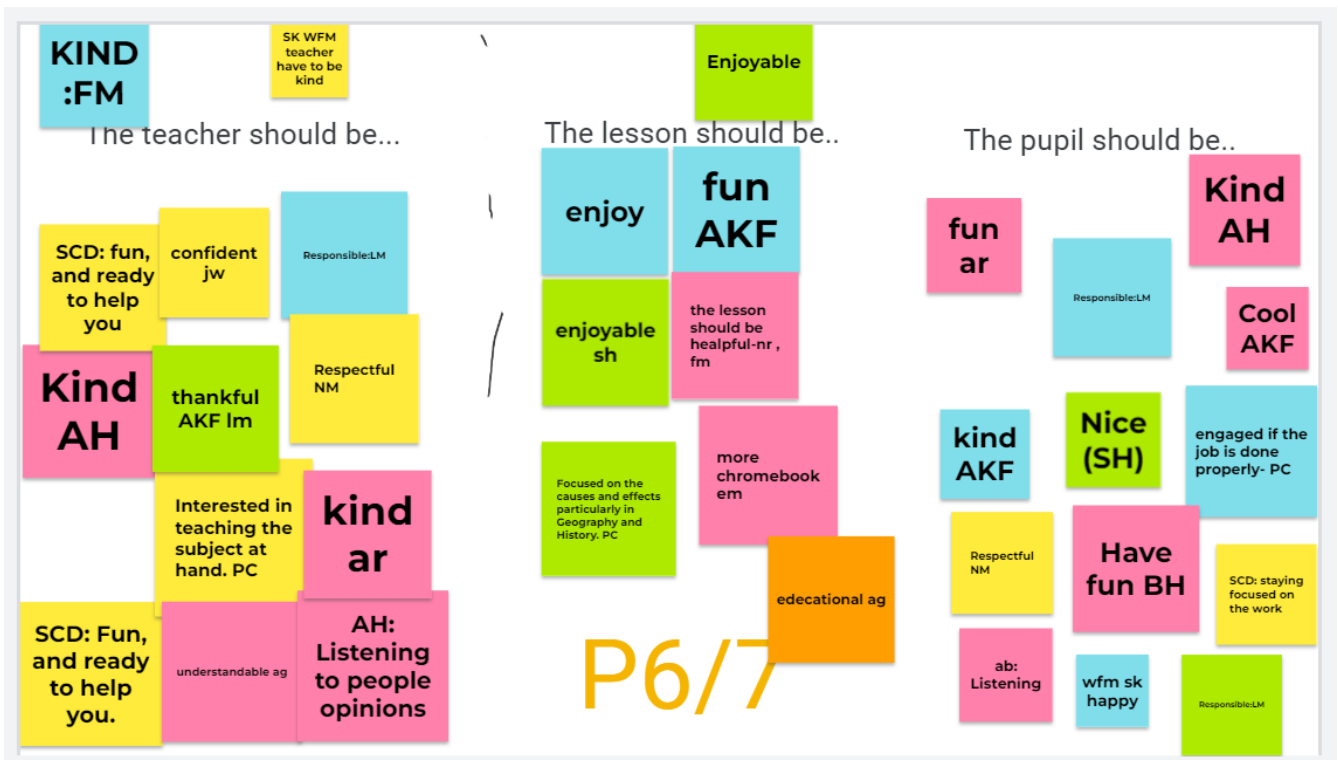 KIND
:FM
SK WFM
teacher
have to be
kind
The teacher should be...
SCD: fun,
and ready
to help
you
confident
jw
Responsible:LM
Kind
AH
thankful
AKF lm
Respectful
NM
Interested in
teaching the
subject at
hand. PC
kind
ar
SCD: Fun,
and ready
to help
you.
understandable ag
AH:
Listening
to people
opinions
Enjoyable
The lesson should be..
enjoy
fun
AKF
enjoyable
sh
the lesson
should be
healpful-nr ,
fm
Focused on the
causes and effects
particularly in
Geography and
History. PC
more
chromebook
em
edecational ag
P6/7
The pupil should be..
fun
ar
Responsible:LM
Kind
AH
Cool
AKF
kind
AKF
Nice
(SH)
engaged if the
job is done
properly- PC
Respectful
NM
Have
fun BH
SCD: staying
focused on
the work
ab:
Listening
wfm sk
happy
Responsible:LM